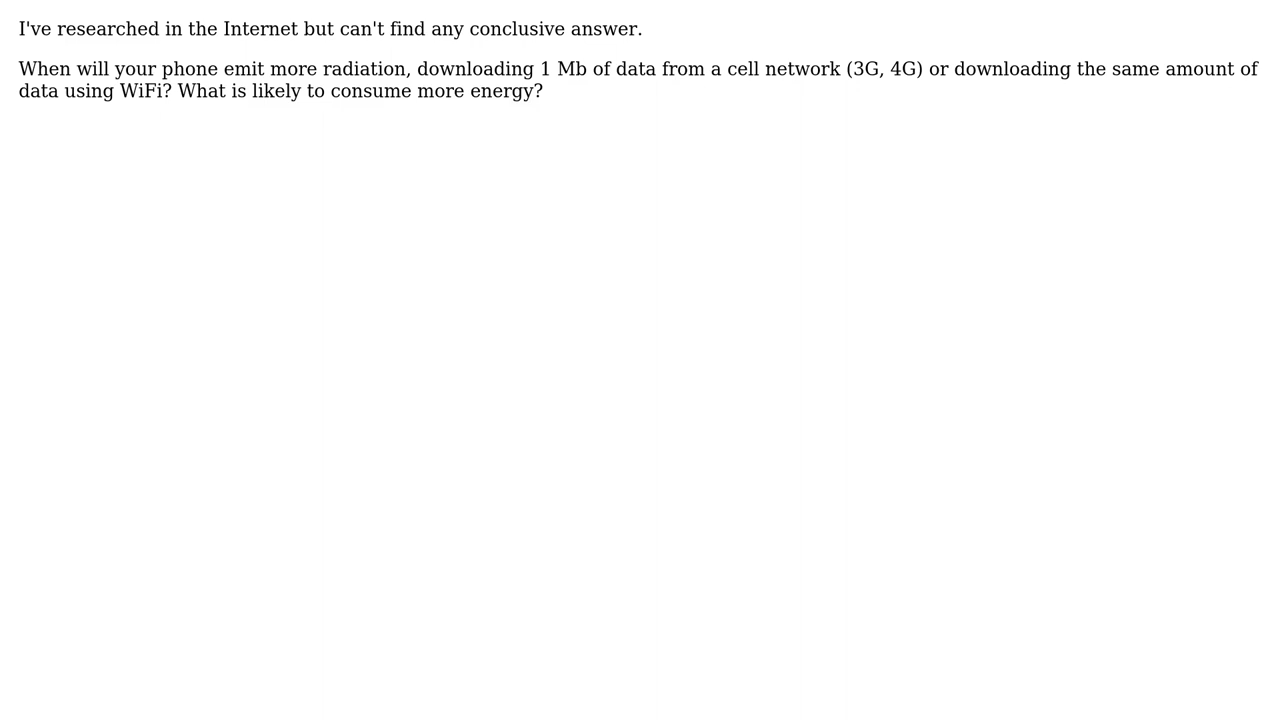 I've researched in the Internet but can't find any conclusive answer.
When will your phone emit more radiation, downloading 1 Mb of data from a cell network (3G, 4G) or downloading the same amount of
data using WiFi? What is likely to consume more energy?